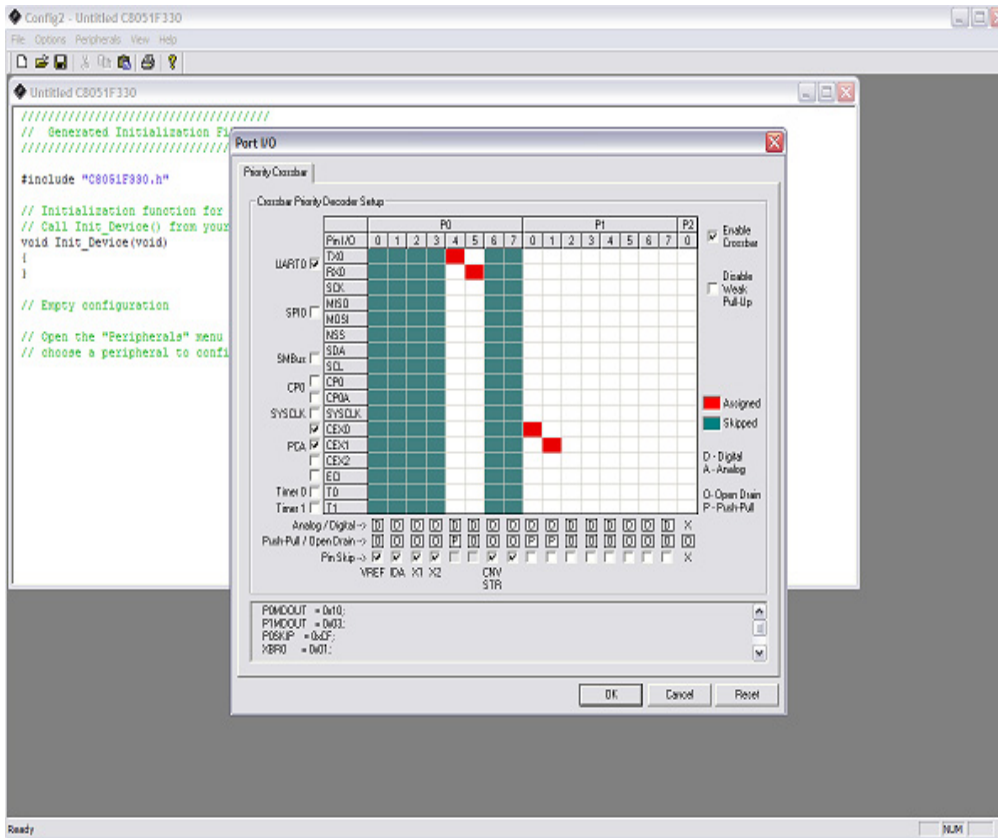 Config2 - Untitled C8051F330
File Options Peripherals View Help
Untitled C8051F330
///////////////////////////////////
// Generated Initialization Fi
/////////////////////////////
#include "C8051F330.h"
// Initialization function for
// Call Init_Device() from your
void Init_Device(void)
{
}
// Empty configuration
// Open the "Peripherals" menu
// choose a peripheral to confi
Port I/O
Priority Crossbar
Crossbar Priority Decoder Setup
P0 P1 P2
Pin I/O 0 1 2 3 4 5 6 7 0 1 2 3 4 5 6 7 0
UART0 TX0
RX0
SCK
SPI0 MISO
MOSI
NSS
SMBus SDA
SCL
CP0 CP0
CP0A
SYSCLK SYSCLK
CEX0
PCA CEX1
CEX2
ECI
Timer 0 T0
Timer 1 T1
Enable Crossbar
Disable Weak Pull-Up
Assigned
Skipped
D - Digital
A - Analog
O - Open Drain
P - Push-Pull
Analog / Digital-> D D D D D D D D D D D D D D D D X
Push-Pull / Open Drain-> O O O O P O O O P P O O O O O O O
Pin Skip-> X
VREF IDA X1 X2 CNV STR
P0MDOUT = 0x10;
P1MDOUT = 0x03;
P0SKIP = 0xCF;
XBR0 = 0x01;
OK Cancel Reset
Ready NUM